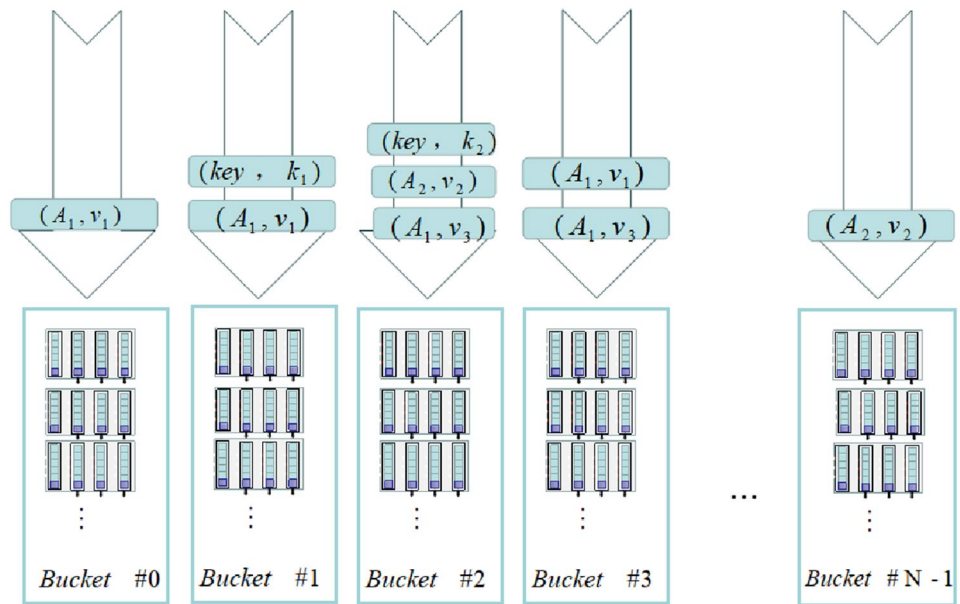 (key , k₂)
(key , k₁)
(A₂, v₂)
(A₁, v₁)
(A₁, v₁)
(A₁, v₁)
(A₁, v₃)
(A₁, v₃)
(A₂, v₂)
...
⋮ ⋮ ⋮ ⋮ ⋮
Bucket #0
Bucket #1
Bucket #2
Bucket #3
Bucket # N - 1